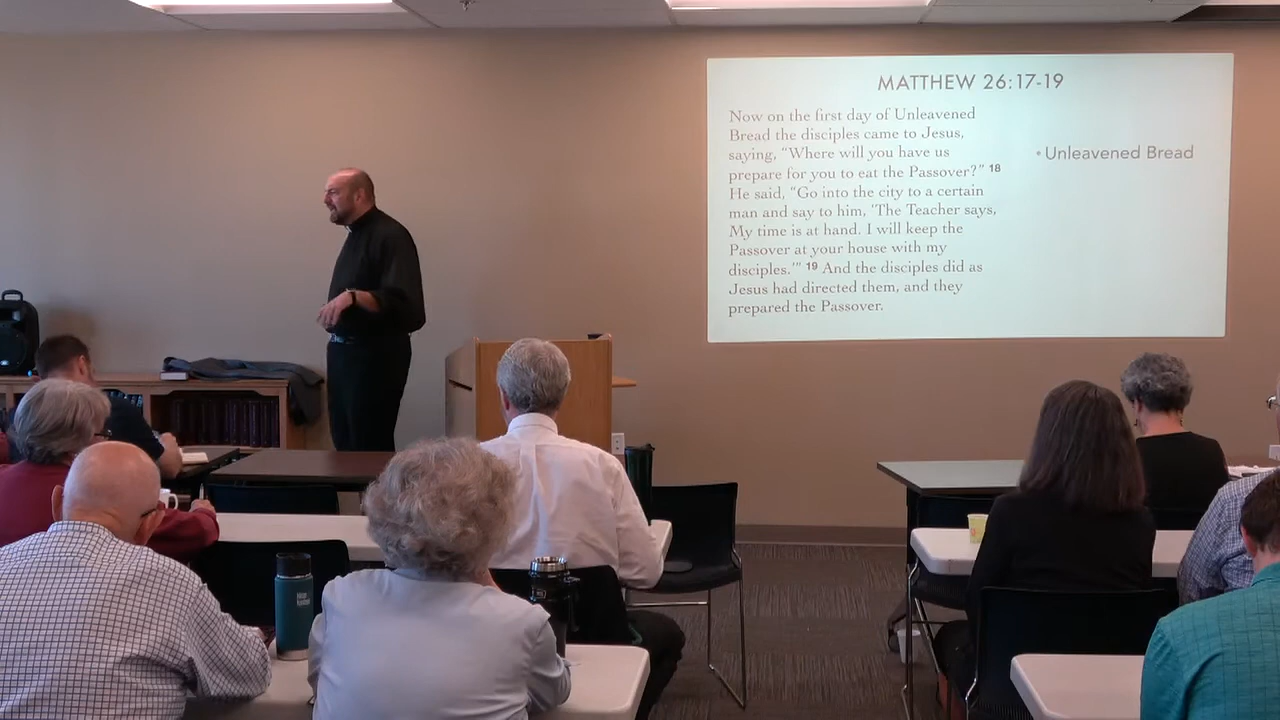 MATTHEW 26:17-19
Now on the first day of Unleavened
Bread the disciples came to Jesus,
saying, “Where will you have us
prepare for you to eat the Passover?” 18
He said, “Go into the city to a certain
man and say to him, ‘The Teacher says,
My time is at hand. I will keep the
Passover at your house with my
disciples.’” 19 And the disciples did as
Jesus had directed them, and they
prepared the Passover.
• Unleavened Bread